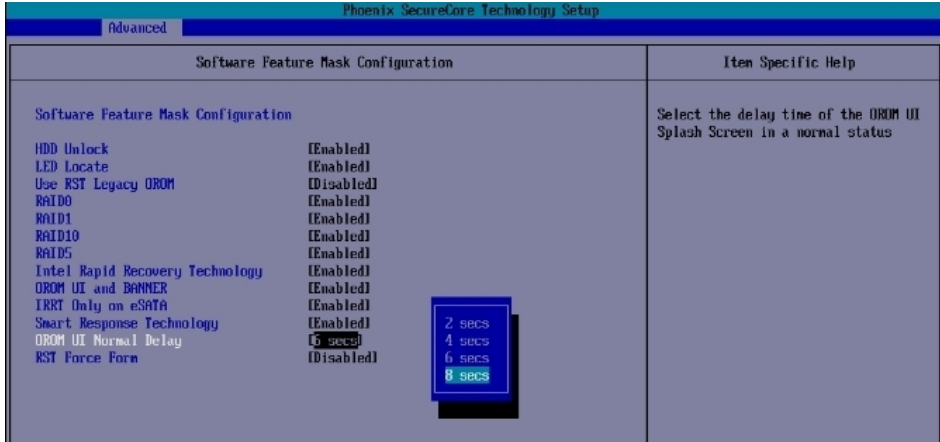 Phoenix SecureCore Technology Setup
Advanced
Software Feature Mask Configuration
Item Specific Help
Software Feature Mask Configuration
Select the delay time of the OROM UI
Splash Screen in a normal status
HDD Unlock [Enabled]
LED Locate [Enabled]
Use RST Legacy OROM [Disabled]
RAID0 [Enabled]
RAID1 [Enabled]
RAID10 [Enabled]
RAID5 [Enabled]
Intel Rapid Recovery Technology [Enabled]
OROM UI and BANNER [Enabled]
IRRT Only on eSATA [Enabled]
Smart Response Technology [Enabled]
OROM UI Normal Delay [6 secs]
RST Force Form [Disabled]
2 secs
4 secs
6 secs
8 secs